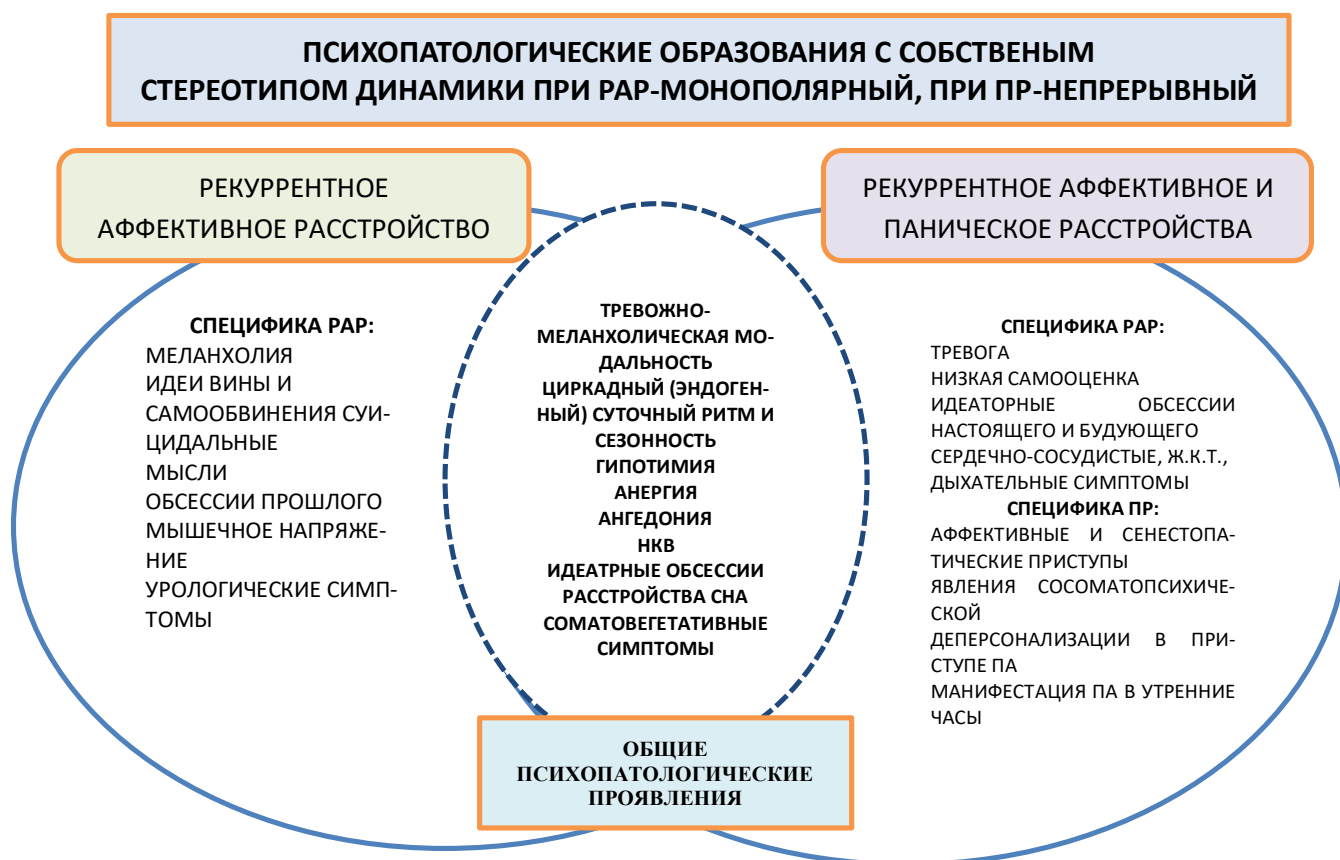 ПСИХОПАТОЛОГИЧЕСКИЕ ОБРАЗОВАНИЯ С СОБСТВЕНЫМ
СТЕРЕОТИПОМ ДИНАМИКИ ПРИ РАР-МОНОПОЛЯРНЫЙ, ПРИ ПР-НЕПРЕРЫВНЫЙ
РЕКУРРЕНТНОЕ
АФФЕКТИВНОЕ РАССТРОЙСТВО
РЕКУРРЕНТНОЕ АФФЕКТИВНОЕ И
ПАНИЧЕСКОЕ РАССТРОЙСТВА
СПЕЦИФИКА РАР:
МЕЛАНХОЛИЯ
ИДЕИ ВИНЫ И
САМООБВИНЕНИЯ СУИ-
ЦИДАЛЬНЫЕ
МЫСЛИ
ОБСЕССИИ ПРОШЛОГО
МЫШЕЧНОЕ НАПРЯЖЕ-
НИЕ
УРОЛОГИЧЕСКИЕ СИМП-
ТОМЫ
ТРЕВОЖНО-
МЕЛАНХОЛИЧЕСКАЯ МО-
ДАЛЬНОСТЬ
ЦИРКАДНЫЙ (ЭНДОГЕН-
НЫЙ) СУТОЧНЫЙ РИТМ И
СЕЗОННОСТЬ
ГИПОТИМИЯ
АНЕРГИЯ
АНГЕДОНИЯ
НКВ
ИДЕАТРНЫЕ ОБСЕССИИ
РАССТРОЙСТВА СНА
СОМАТОВЕГЕТАТИВНЫЕ
СИМПТОМЫ
СПЕЦИФИКА РАР:
ТРЕВОГА
НИЗКАЯ САМООЦЕНКА
ИДЕАТОРНЫЕ ОБСЕССИИ
НАСТОЯЩЕГО И БУДУЮЩЕГО
СЕРДЕЧНО-СОСУДИСТЫЕ, Ж.К.Т.,
ДЫХАТЕЛЬНЫЕ СИМПТОМЫ
СПЕЦИФИКА ПР:
АФФЕКТИВНЫЕ И СЕНЕСТОПА-
ТИЧЕСКИЕ ПРИСТУПЫ
ЯВЛЕНИЯ СОСОМАТОПСИХИЧЕ-
СКОЙ
ДЕПЕРСОНАЛИЗАЦИИ В ПРИ-
СТУПЕ ПА
МАНИФЕСТАЦИЯ ПА В УТРЕННИЕ
ЧАСЫ
ОБЩИЕ
ПСИХОПАТОЛОГИЧЕСКИЕ
ПРОЯВЛЕНИЯ